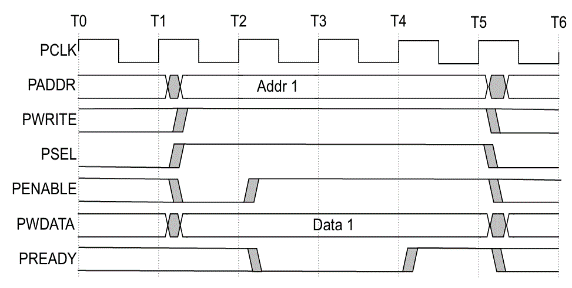 T0 T1 T2 T3 T4 T5 T6
PCLK
PADDR Addr 1
PWRITE
PSEL
PENABLE
PWDATA Data 1
PREADY